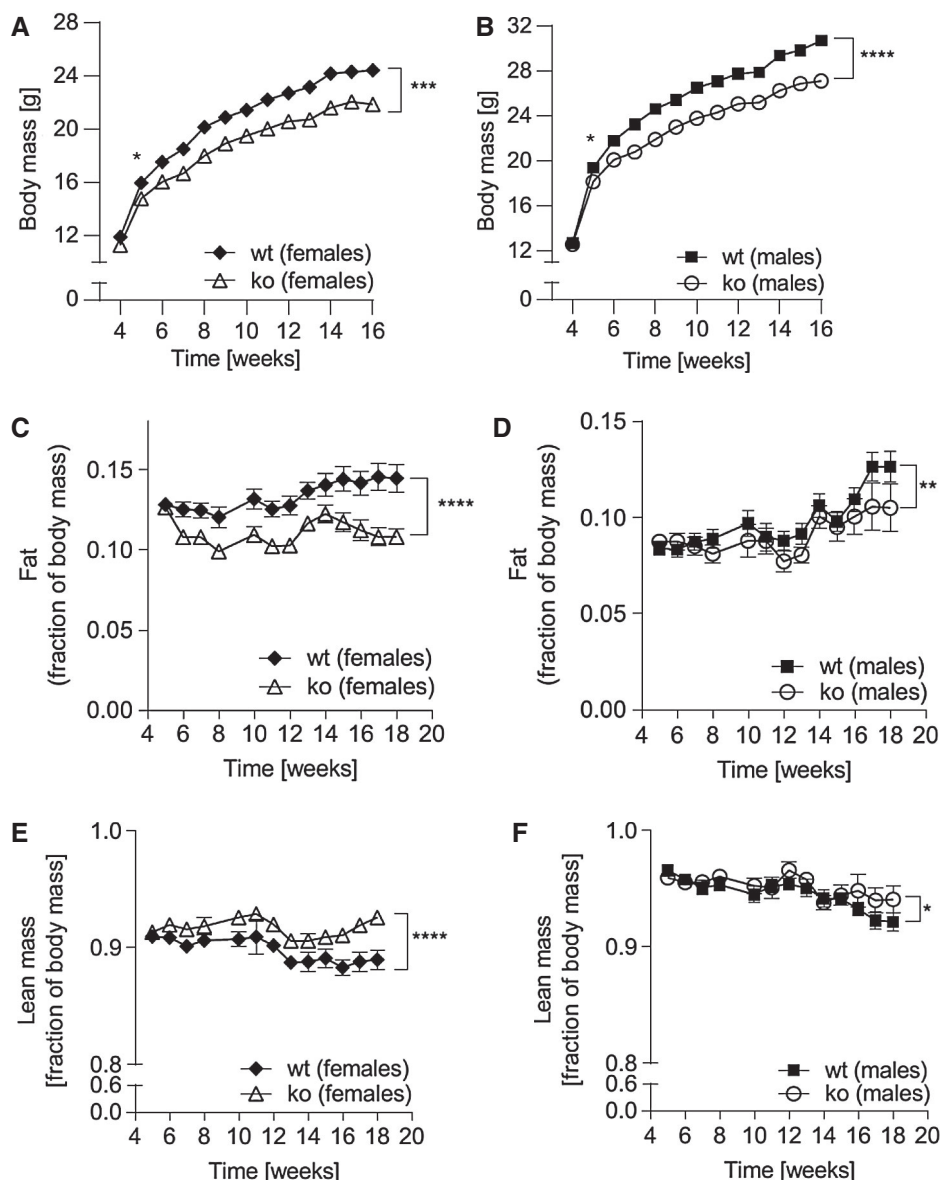 A
Body mass [g]
28
24
20
16
12
0
*
***
wt (females)
ko (females)
4 6 8 10 12 14 16
Time [weeks]
B
Body mass [g]
32
28
24
20
16
12
0
*
****
wt (males)
ko (males)
4 6 8 10 12 14 16
Time [weeks]
C
Fat
(fraction of body mass)
0.15
0.10
0.05
0.00
****
wt (females)
ko (females)
4 6 8 10 12 14 16 18 20
Time [weeks]
D
Fat
(fraction of body mass)
0.15
0.10
0.05
0.00
**
wt (males)
ko (males)
4 6 8 10 12 14 16 18 20
Time [weeks]
E
Lean mass
[fraction of body mass]
1.0
0.9
0.8
0.6
0.0
****
wt (females)
ko (females)
4 6 8 10 12 14 16 18 20
Time [weeks]
F
Lean mass
[fraction of body mass]
1.0
0.9
0.8
0.6
0.0
*
wt (males)
ko (males)
4 6 8 10 12 14 16 18 20
Time [weeks]